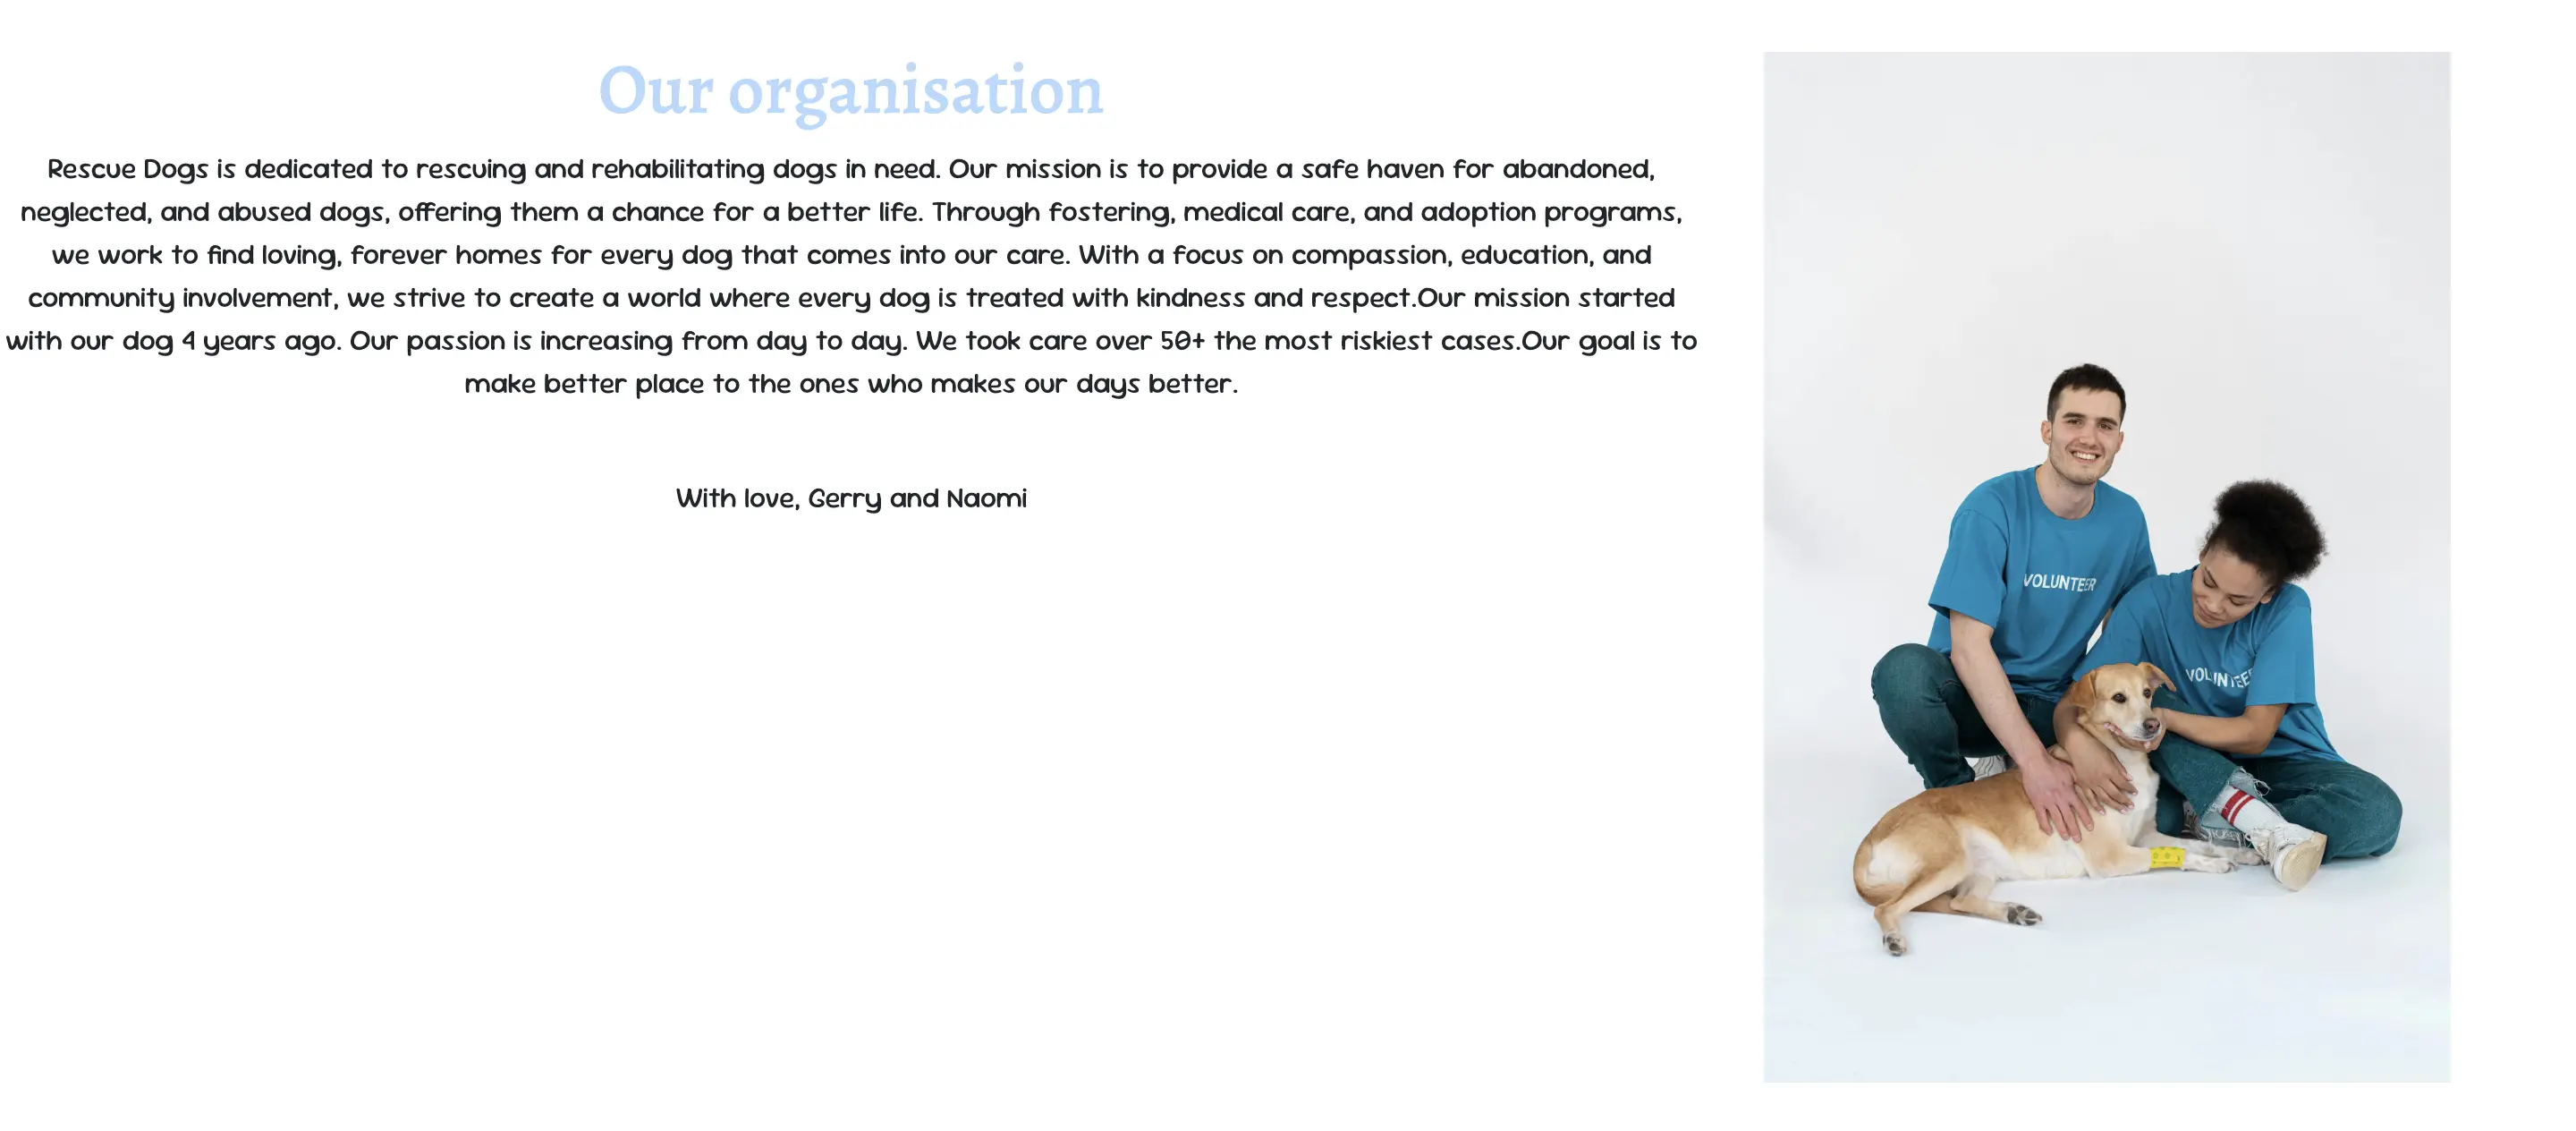 Our organisation
Rescue Dogs is dedicated to rescuing and rehabilitating dogs in need. Our mission is to provide a safe haven for abandoned,
neglected, and abused dogs, offering them a chance for a better life. Through fostering, medical care, and adoption programs,
we work to find loving, forever homes for every dog that comes into our care. With a focus on compassion, education, and
community involvement, we strive to create a world where every dog is treated with kindness and respect.Our mission started
with our dog 4 years ago. Our passion is increasing from day to day. We took care over 50+ the most riskiest cases.Our goal is to
make better place to the ones who makes our days better.
With love, Gerry and Naomi
VOLUNTEER
VOLUNTEE